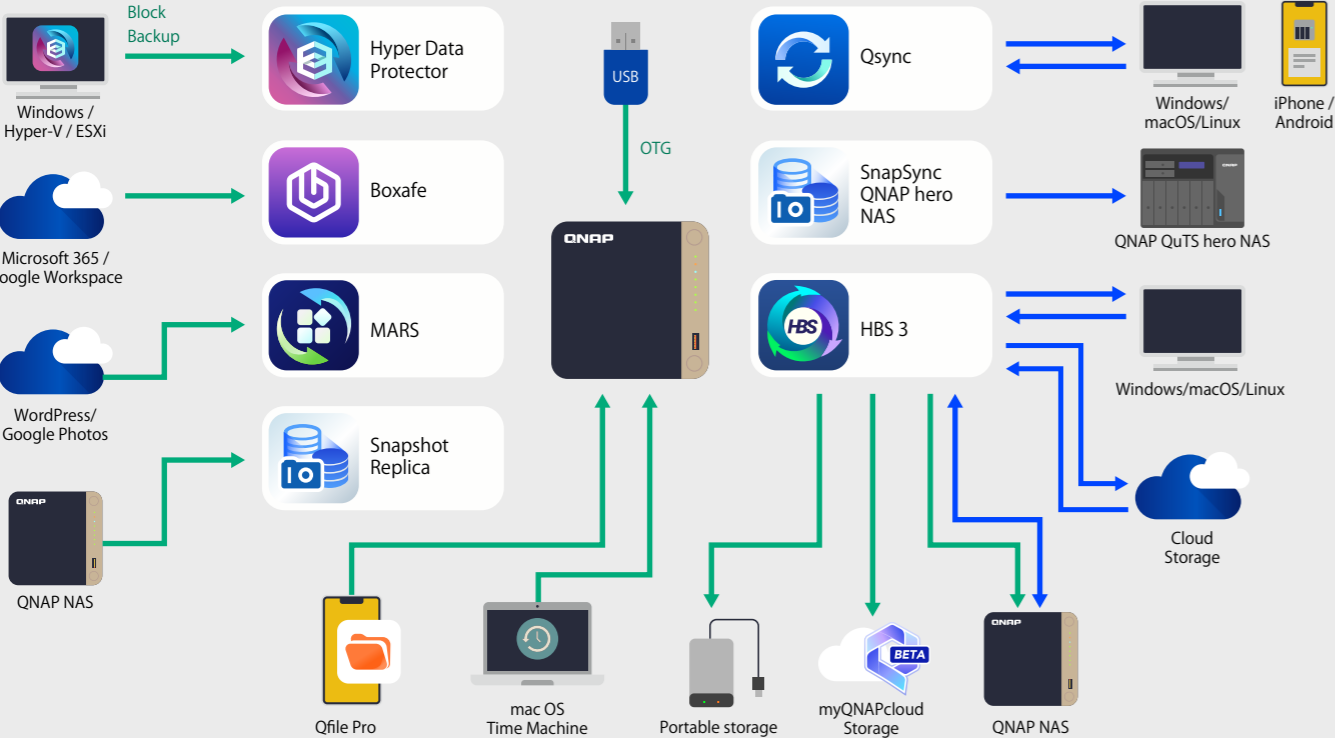 Block
Backup
Windows /
Hyper-V / ESXi
Hyper Data
Protector
USB
OTG
Qsync
Windows/
macOS/Linux
iPhone /
Android
Microsoft 365 /
oogle Workspace
Boxafe
QNAP
SnapSync
QNAP hero
NAS
QNAP
QNAP QuTS hero NAS
WordPress/
Google Photos
MARS
HBS
HBS 3
Windows/macOS/Linux
QNAP
QNAP NAS
Snapshot
Replica
Cloud
Storage
Qfile Pro
mac OS
Time Machine
Portable storage
BETA
myQNAPcloud
Storage
QNAP
QNAP NAS